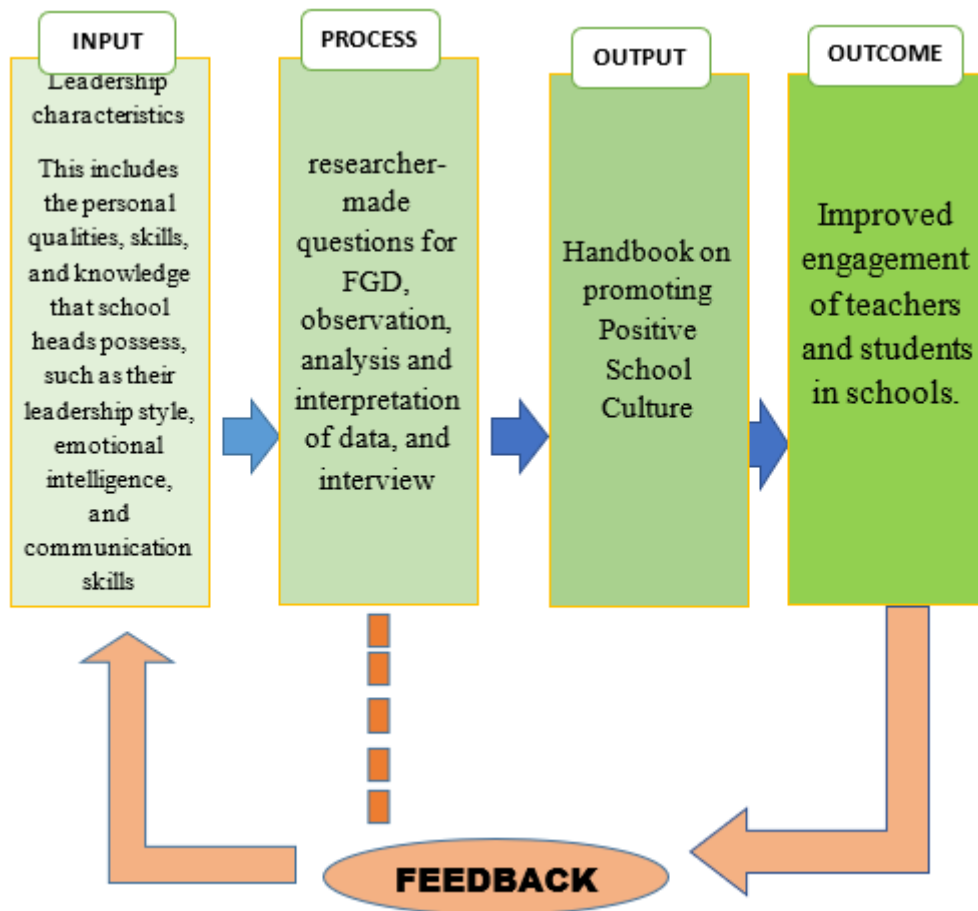 INPUT
Leadership
characteristics
This includes
the personal
qualities, skills,
and knowledge
that school
heads possess,
such as their
leadership style,
emotional
intelligence,
and
communication
skills
PROCESS
researcher-
made
questions for
FGD,
observation,
analysis and
interpretation
of data, and
interview
OUTPUT
Handbook on
promoting
Positive
School
Culture
OUTCOME
Improved
engagement
of teachers
and students
in schools.
FEEDBACK